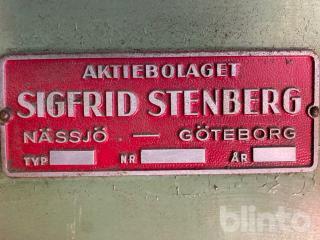 AKTIEBOLAGET
SIGFRID STENBERG
NÄSSJÖ — GÖTEBORG
TYP NR ÅR
blinto